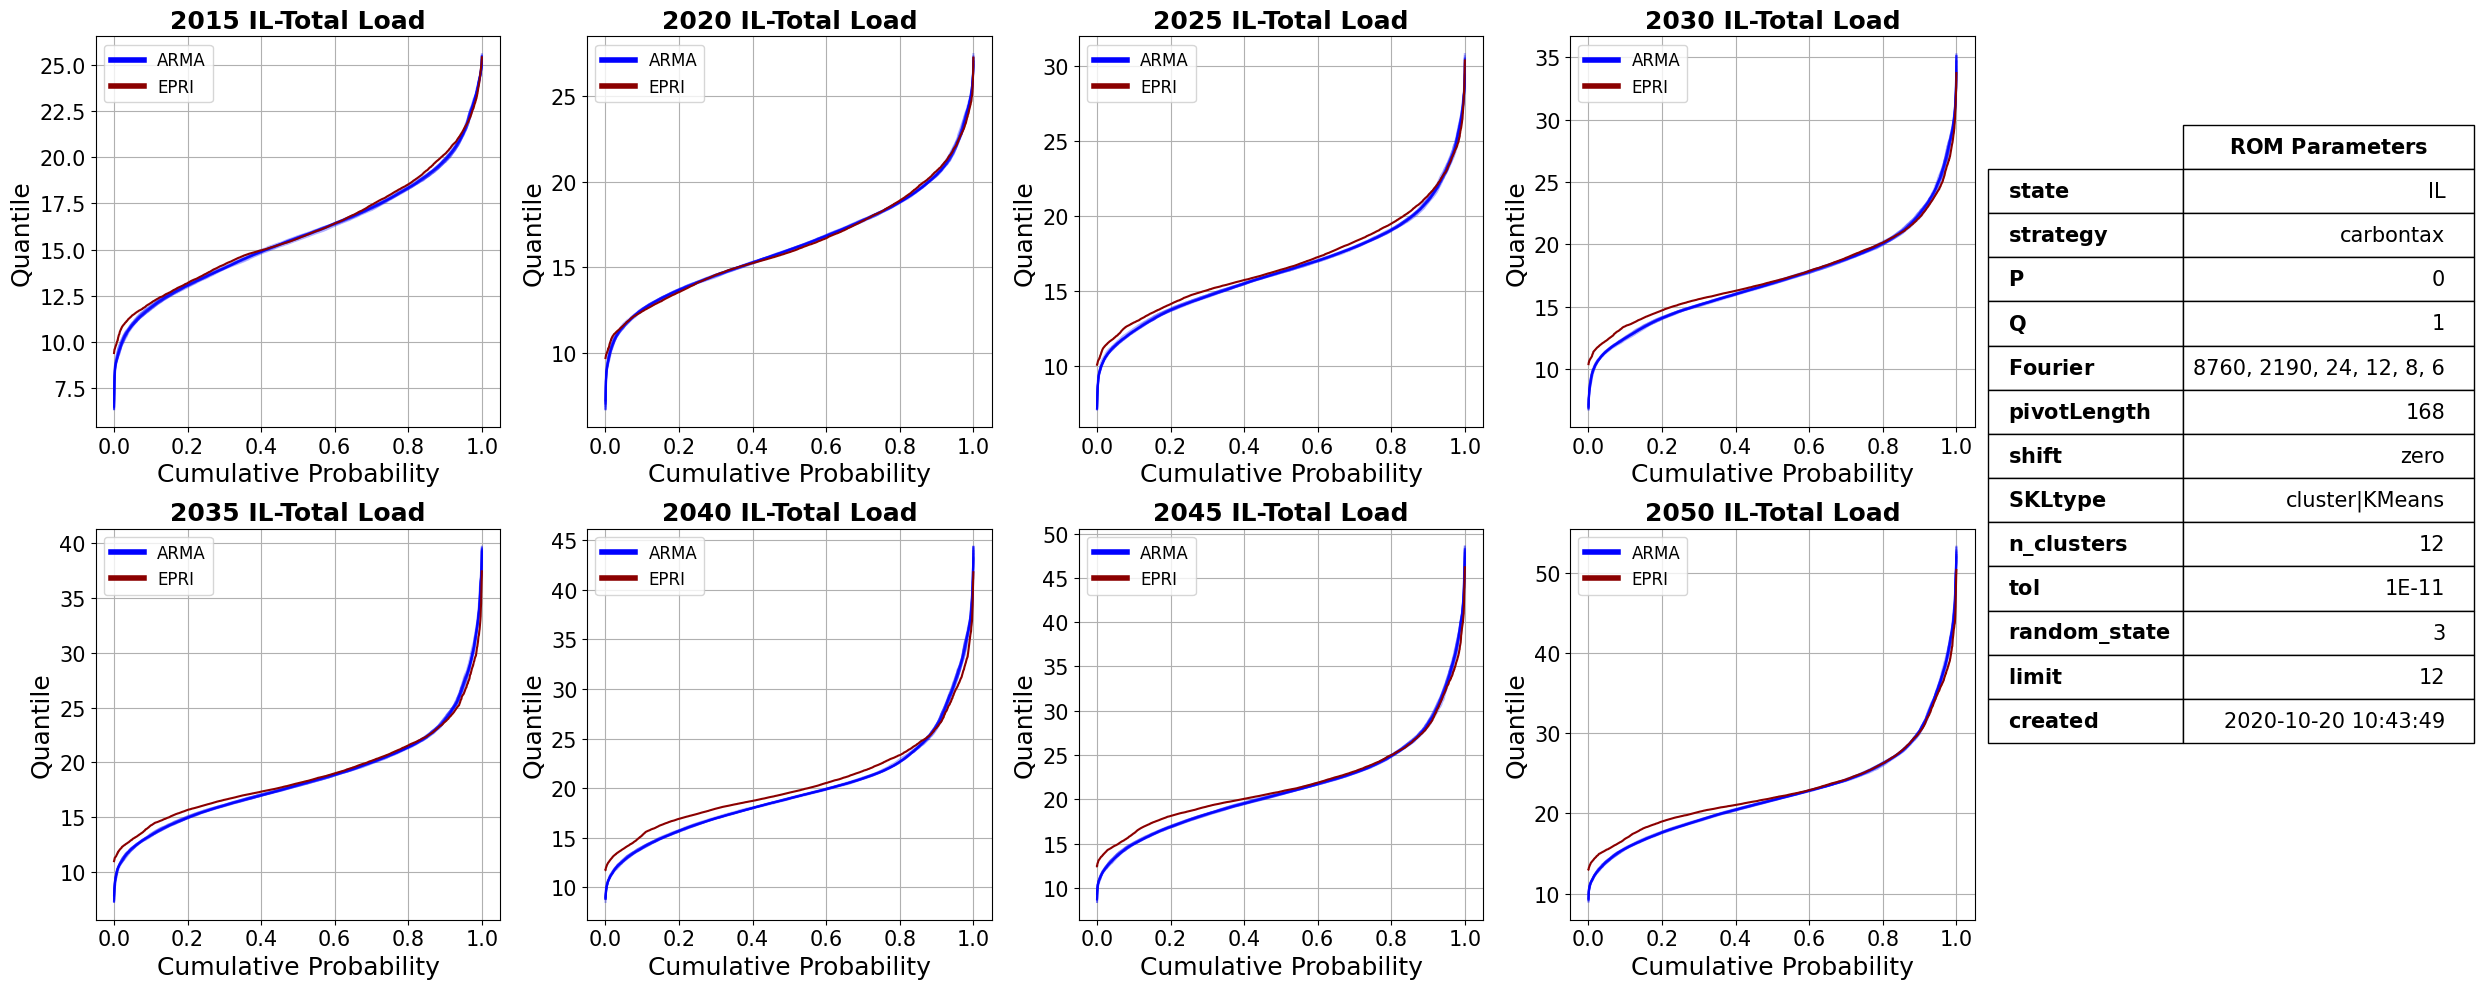 2015 IL-Total Load
ARMA
EPRI
25.0
22.5
20.0
17.5
15.0
12.5
10.0
7.5
Quantile
0.0 0.2 0.4 0.6 0.8 1.0
Cumulative Probability
2020 IL-Total Load
ARMA
EPRI
25
20
15
10
Quantile
0.0 0.2 0.4 0.6 0.8 1.0
Cumulative Probability
2025 IL-Total Load
ARMA
EPRI
30
25
20
15
10
Quantile
0.0 0.2 0.4 0.6 0.8 1.0
Cumulative Probability
2030 IL-Total Load
ARMA
EPRI
35
30
25
20
15
10
Quantile
0.0 0.2 0.4 0.6 0.8 1.0
Cumulative Probability
2035 IL-Total Load
ARMA
EPRI
40
35
30
25
20
15
10
Quantile
0.0 0.2 0.4 0.6 0.8 1.0
Cumulative Probability
2040 IL-Total Load
ARMA
EPRI
45
40
35
30
25
20
15
10
Quantile
0.0 0.2 0.4 0.6 0.8 1.0
Cumulative Probability
2045 IL-Total Load
ARMA
EPRI
50
45
40
35
30
25
20
15
10
Quantile
0.0 0.2 0.4 0.6 0.8 1.0
Cumulative Probability
2050 IL-Total Load
ARMA
EPRI
50
40
30
20
10
Quantile
0.0 0.2 0.4 0.6 0.8 1.0
Cumulative Probability
ROM Parameters
state IL
strategy carbontax
P 0
Q 1
Fourier 8760, 2190, 24, 12, 8, 6
pivotLength 168
shift zero
SKLtype cluster|KMeans
n_clusters 12
tol 1E-11
random_state 3
limit 12
created 2020-10-20 10:43:49